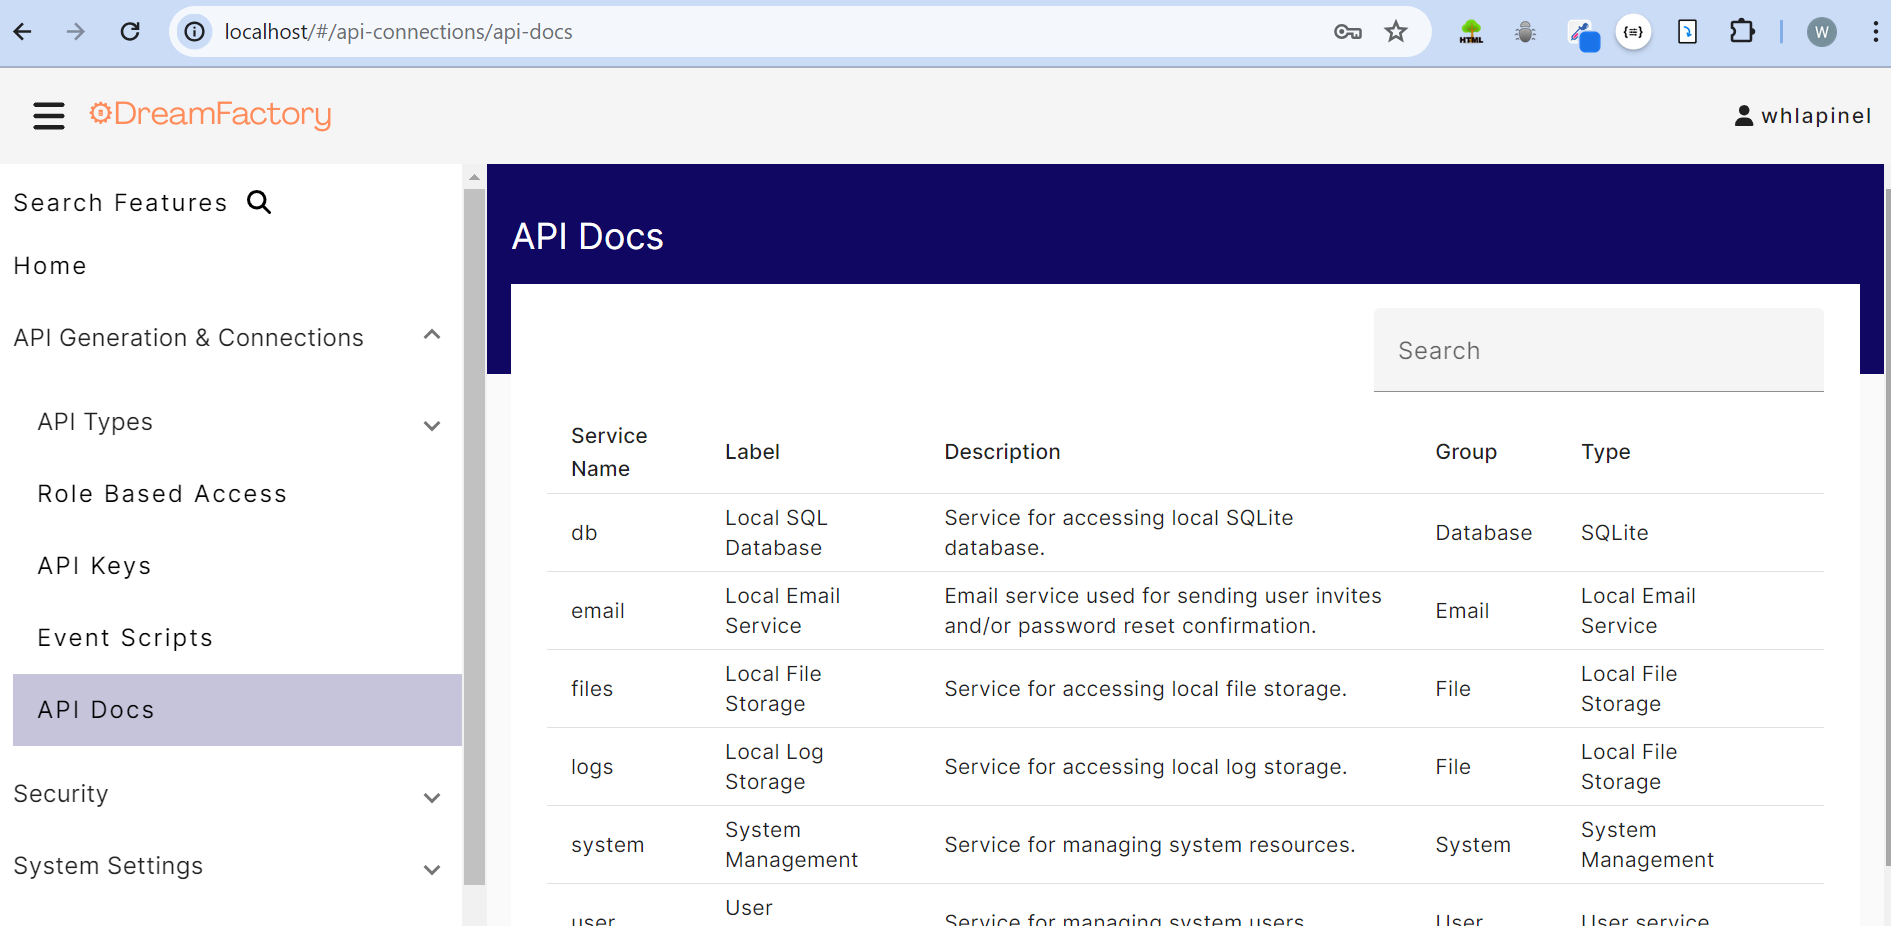 localhost/#/api-connections/api-docs
HTML
W
DreamFactory
whlapinel
Search Features
Home
API Generation & Connections
API Types
Role Based Access
API Keys
Event Scripts
API Docs
Security
System Settings
API Docs
Search
Service
Name
Label
Description
Group
Type
db
Local SQL
Database
Service for accessing local SQLite
database.
Database
SQLite
email
Local Email
Service
Email service used for sending user invites
and/or password reset confirmation.
Email
Local Email
Service
files
Local File
Storage
Service for accessing local file storage.
File
Local File
Storage
logs
Local Log
Storage
Service for accessing local log storage.
File
Local File
Storage
system
System
Management
Service for managing system resources.
System
System
Management
user
User
Service for managing system users.
User
User service